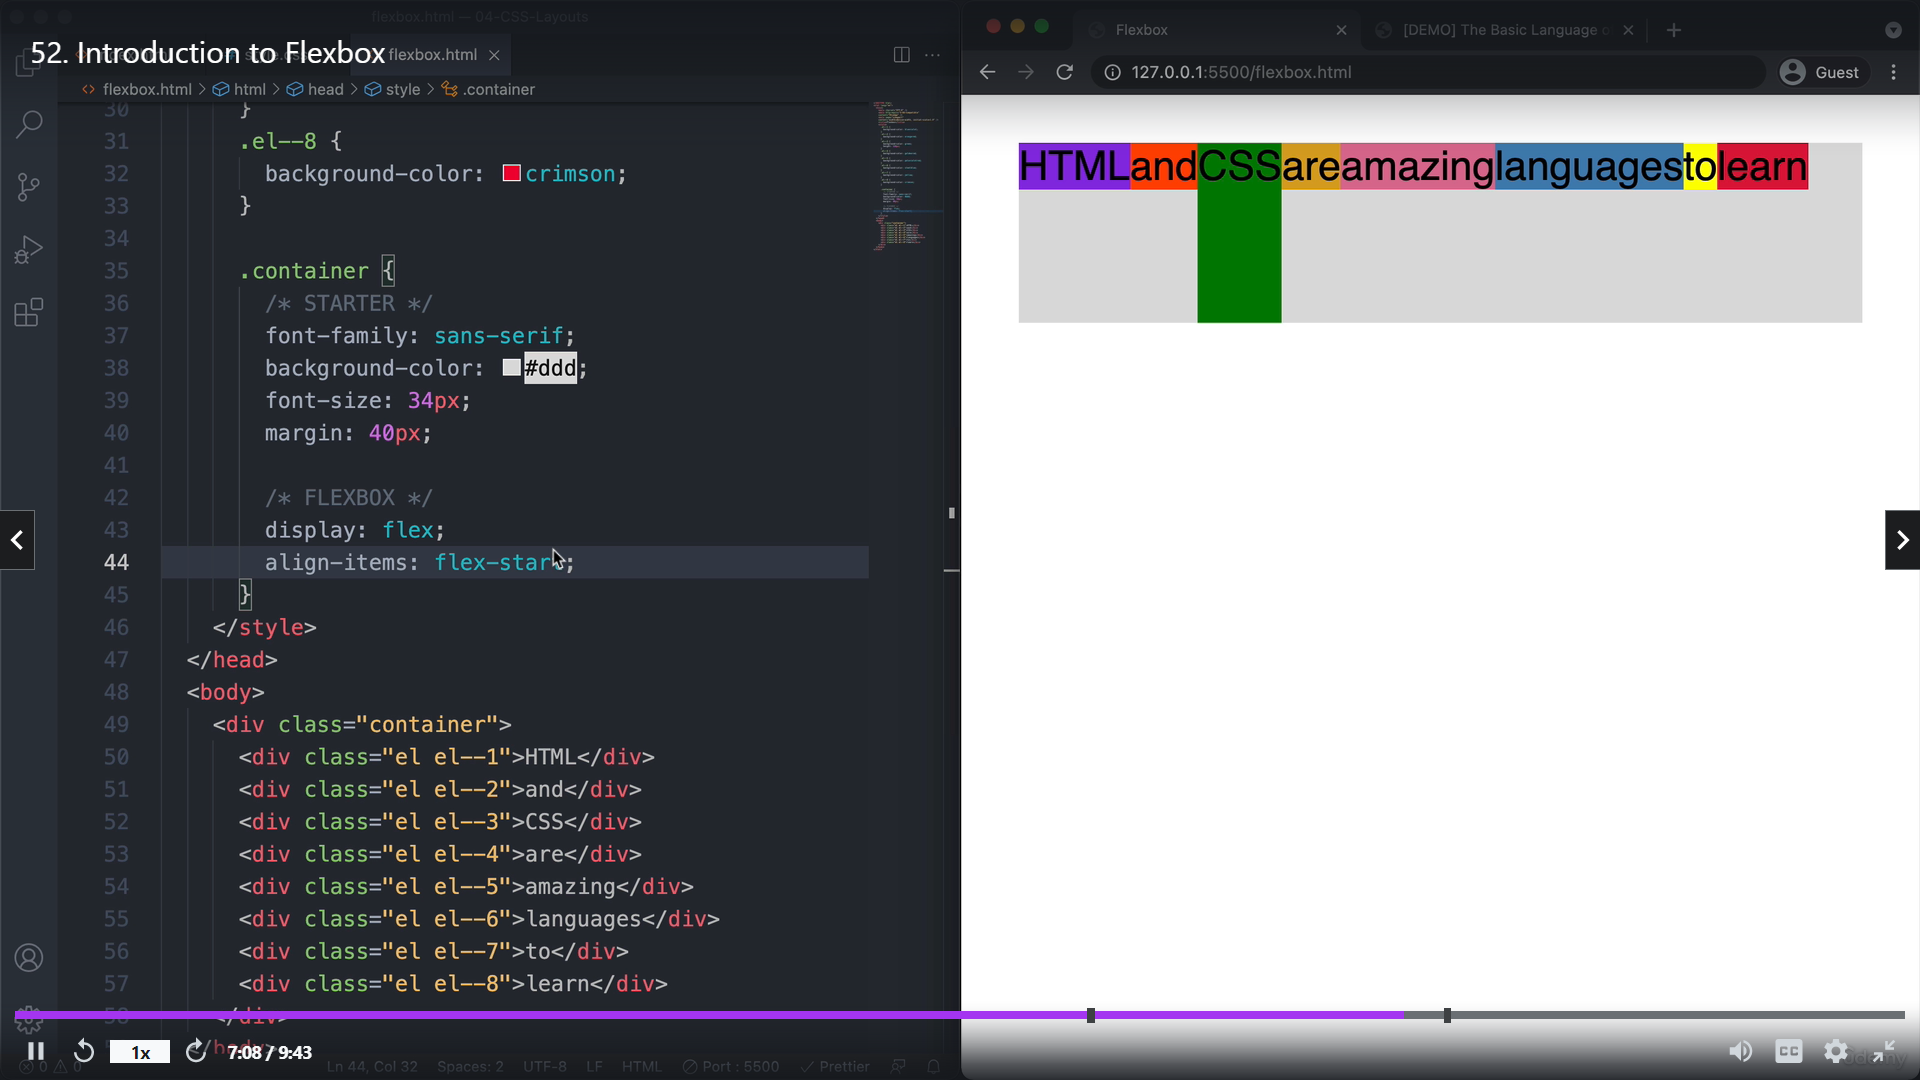 flexbox.html — 04-CSS-Layouts
52. Introduction to Flexbox
flexbox.html
flexbox.html > html > head > style > .container
30 }
31 .el--8 {
32 background-color: crimson;
33 }
34
35 .container {
36 /* STARTER */
37 font-family: sans-serif;
38 background-color: #ddd;
39 font-size: 34px;
40 margin: 40px;
41
42 /* FLEXBOX */
43 display: flex;
44 align-items: flex-start;
45 }
46 </style>
47 </head>
48 <body>
49 <div class="container">
50 <div class="el el--1">HTML</div>
51 <div class="el el--2">and</div>
52 <div class="el el--3">CSS</div>
53 <div class="el el--4">are</div>
54 <div class="el el--5">amazing</div>
55 <div class="el el--6">languages</div>
56 <div class="el el--7">to</div>
57 <div class="el el--8">learn</div>
58 </div>
</body>
1x
7:08 / 9:43
0 0
Ln 44, Col 32 Spaces: 2 UTF-8 LF HTML Port : 5500 Prettier
Flexbox
[DEMO] The Basic Language o
127.0.0.1:5500/flexbox.html
Guest
HTMLandCSSareamazinglanguagestolearn
CC
ûdemy